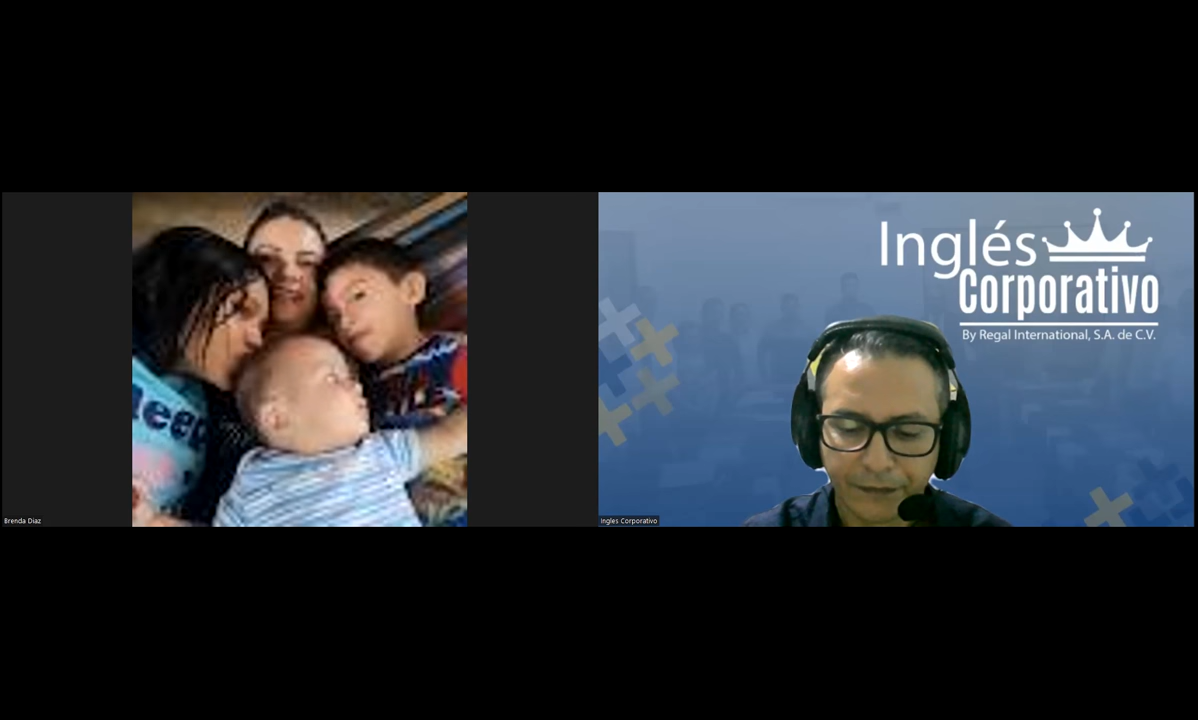 Inglés
Corporativo
By Regal International, S.A. de C.V.
Brenda Diaz
Ingles Corporativo